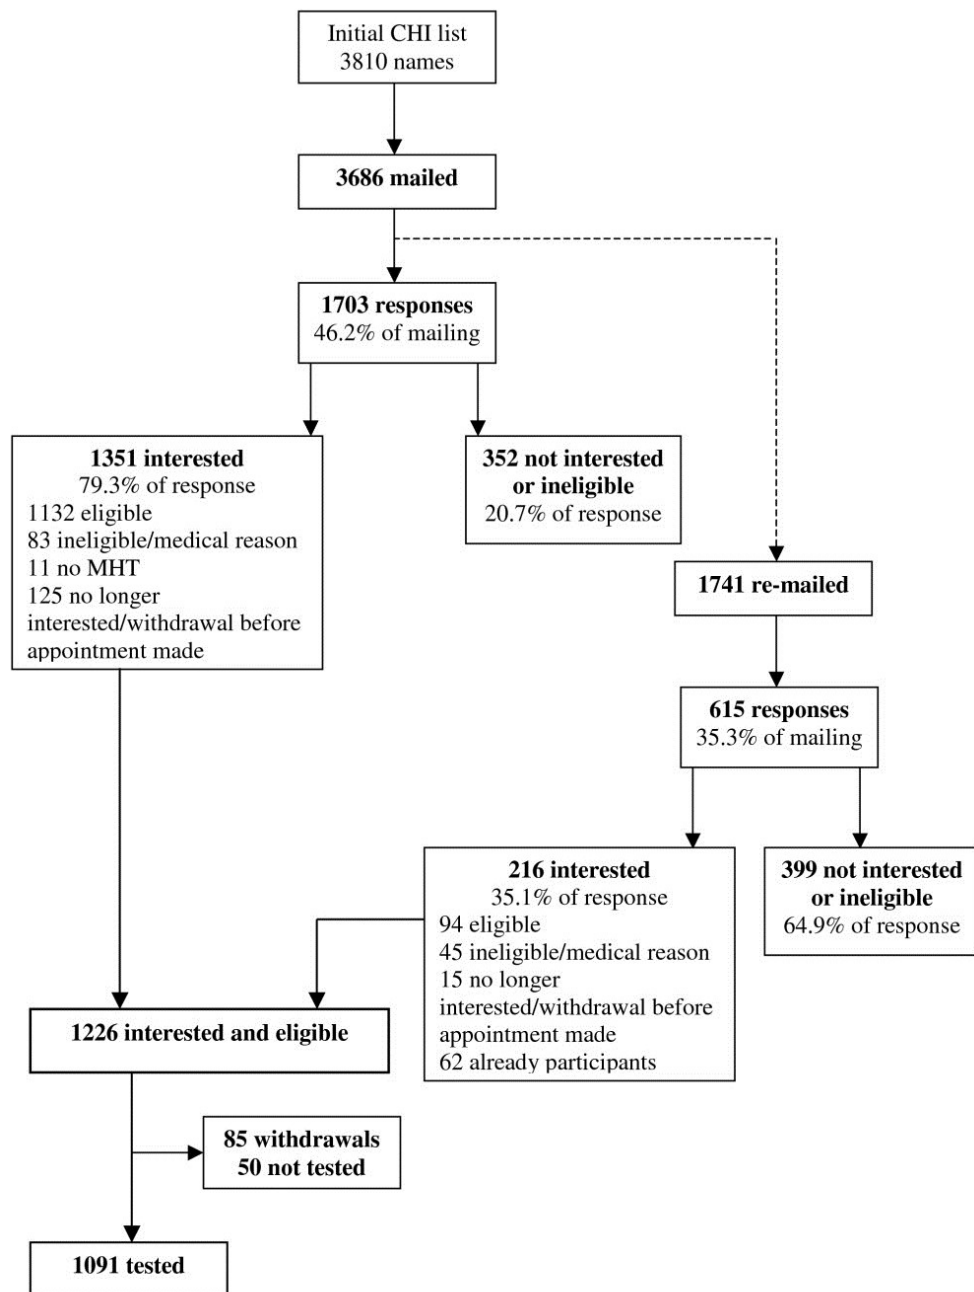 Initial CHI list
3810 names
3686 mailed
1703 responses
46.2% of mailing
1351 interested
79.3% of response
1132 eligible
83 ineligible/medical reason
11 no MHT
125 no longer
interested/withdrawal before
appointment made
352 not interested
or ineligible
20.7% of response
1741 re-mailed
615 responses
35.3% of mailing
216 interested
35.1% of response
94 eligible
45 ineligible/medical reason
15 no longer
interested/withdrawal before
appointment made
62 already participants
399 not interested
or ineligible
64.9% of response
1226 interested and eligible
85 withdrawals
50 not tested
1091 tested